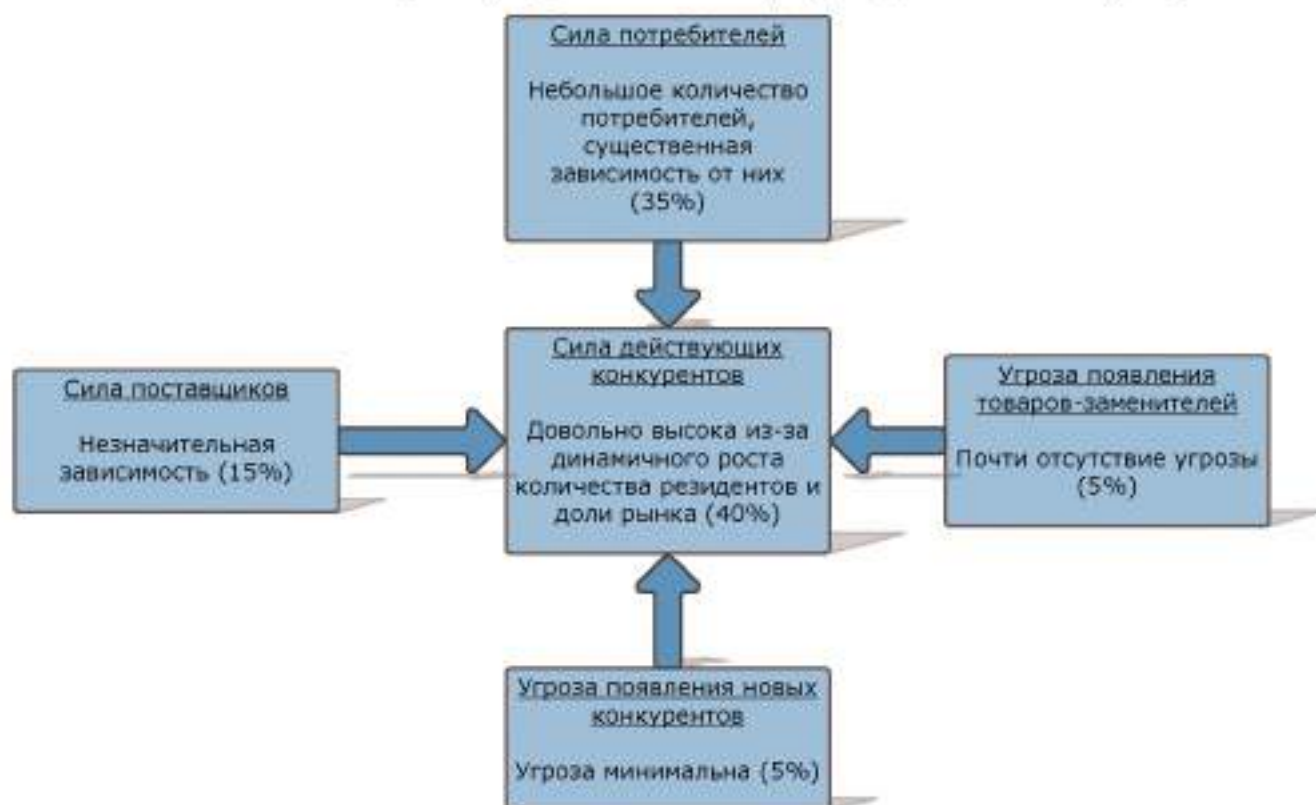 Сила потребителей
Небольшое количество
потребителей,
существенная
зависимость от них
(35%)
Сила поставщиков
Незначительная
зависимость (15%)
Сила действующих
конкурентов
Довольно высока из-за
динамичного роста
количества резидентов и
доли рынка (40%)
Угроза появления
товаров-заменителей
Почти отсутствие угрозы
(5%)
Угроза появления новых
конкурентов
Угроза минимальна (5%)